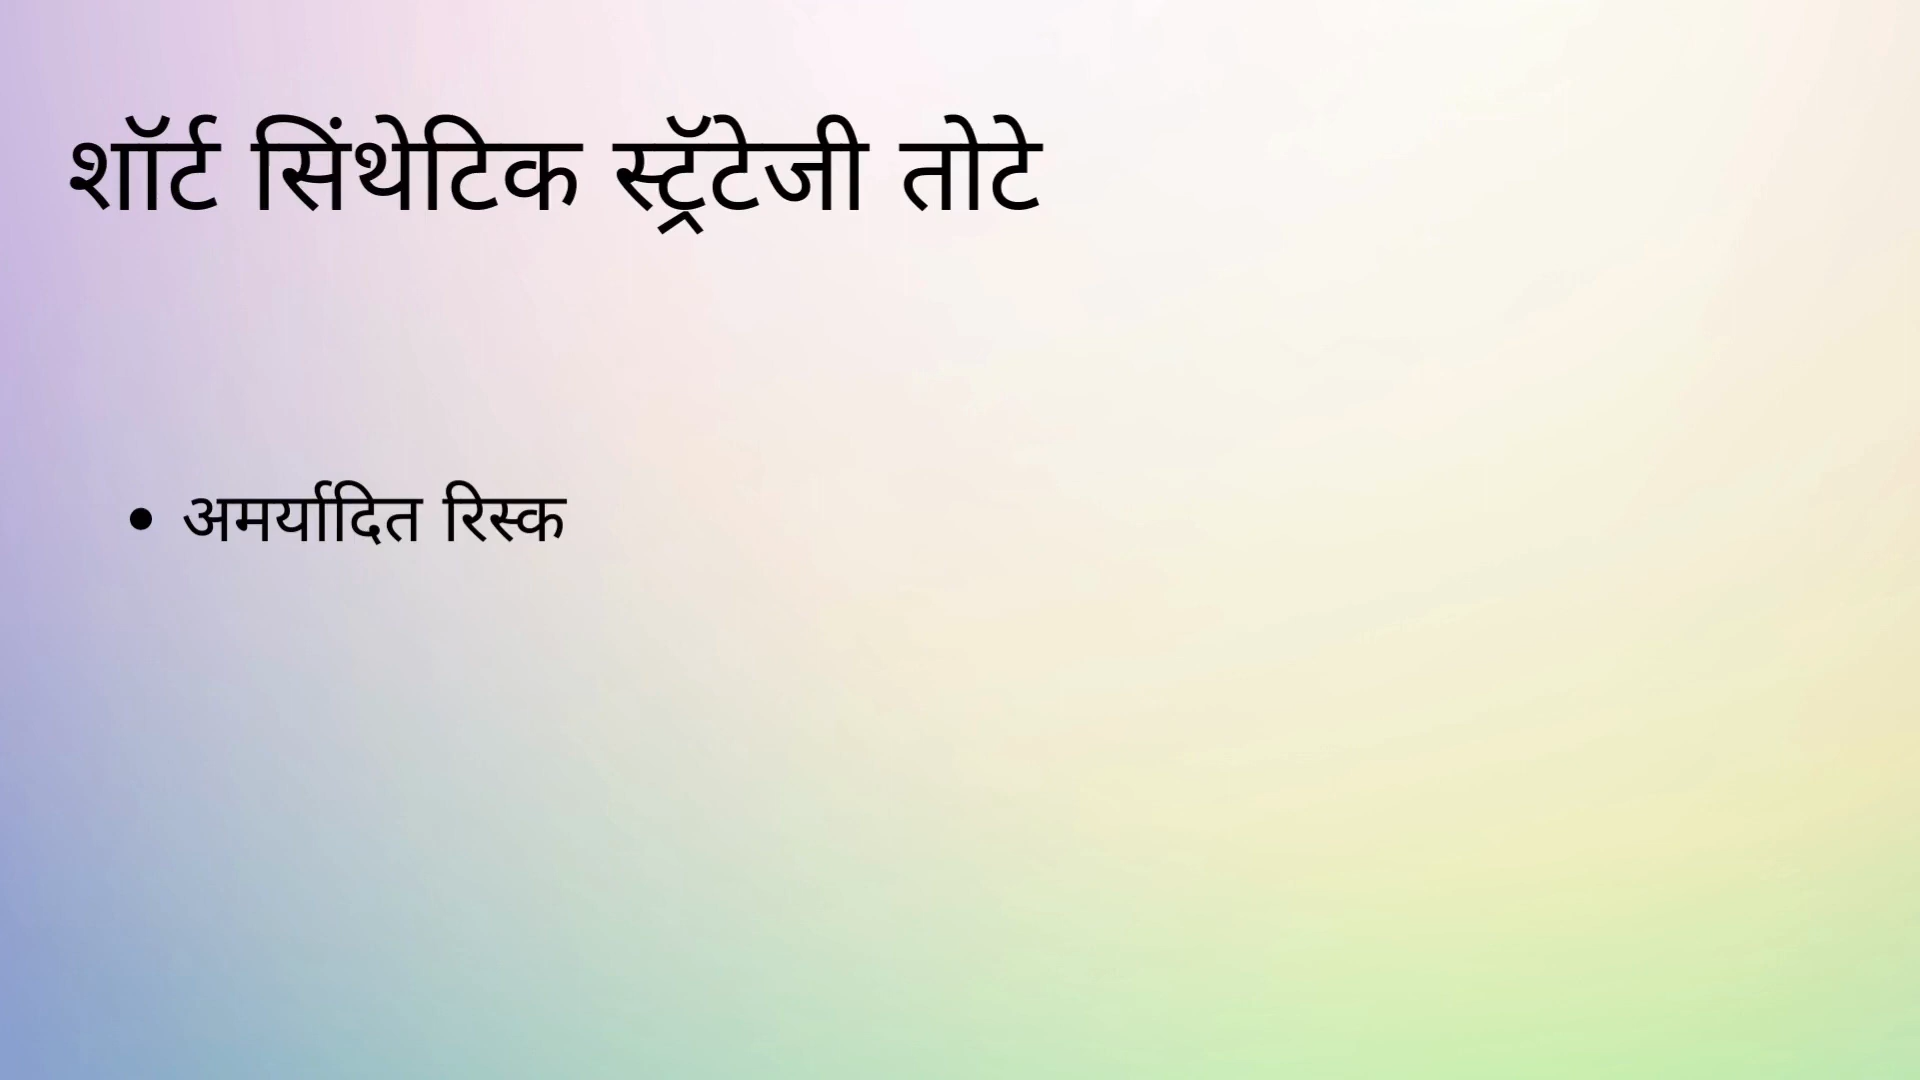 शॉर्ट सिंथेटिक स्ट्रॅटेजी तोटे
• अमर्यादित रिस्क